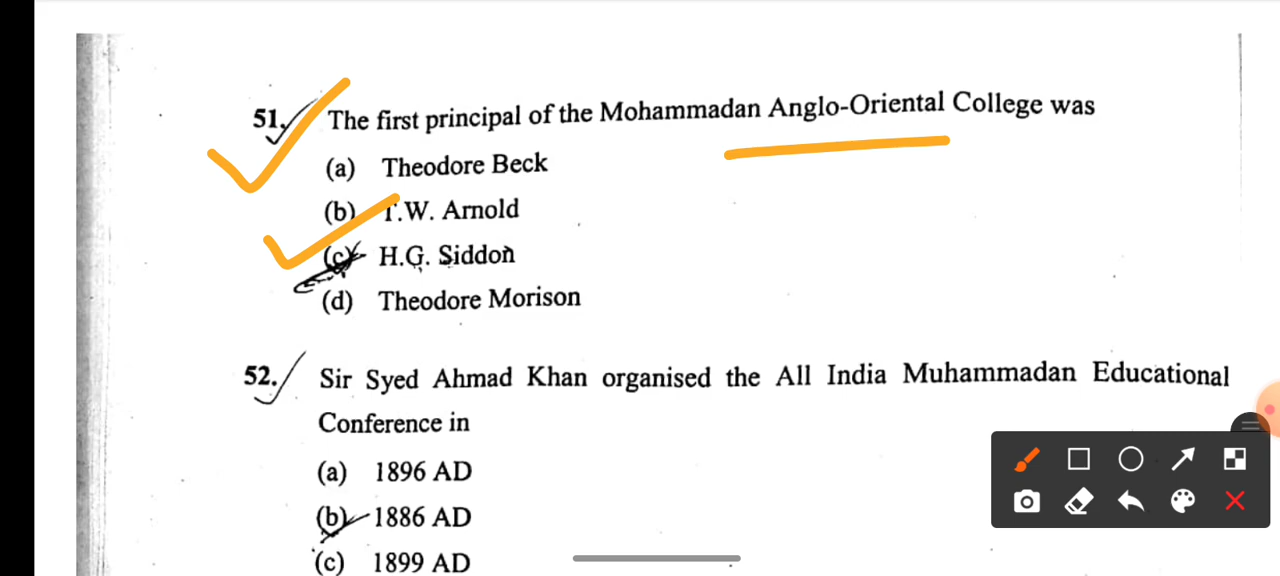 51. The first principal of the Mohammadan Anglo-Oriental College was
(a) Theodore Beck
(b) T.W. Arnold
(c) H.G. Siddon
(d) Theodore Morison
52. Sir Syed Ahmad Khan organised the All India Muhammadan Educational
Conference in
(a) 1896 AD
(b) 1886 AD
(c) 1899 AD